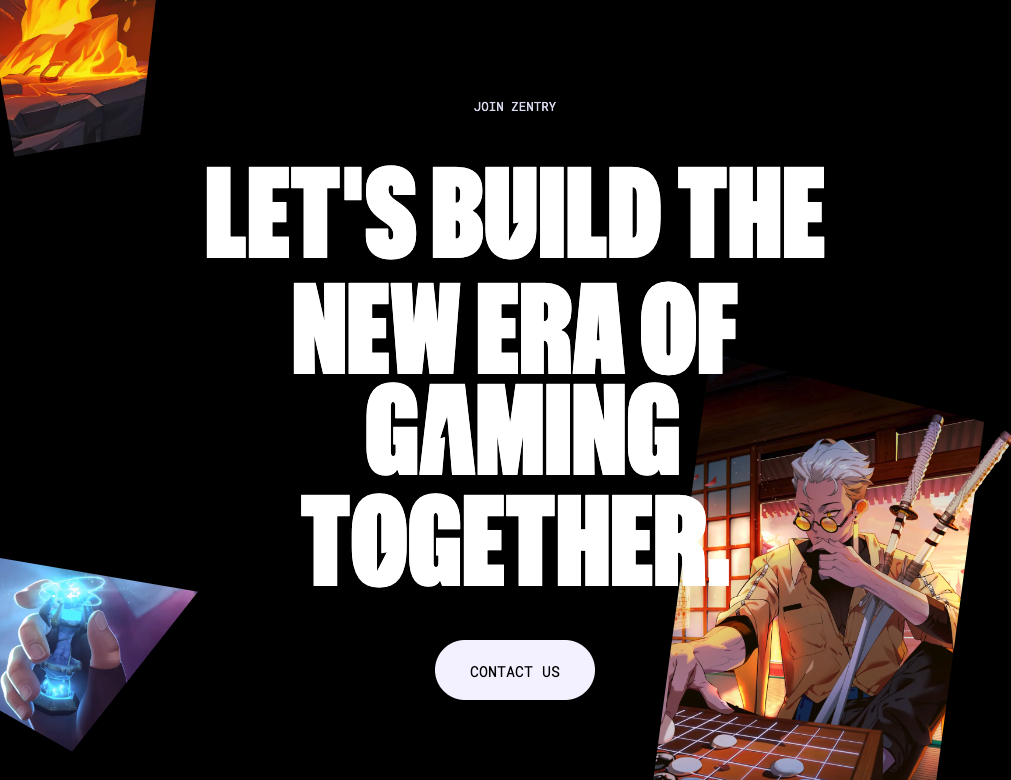 JOIN ZENTRY
LET'S BUILD THE
NEW ERA OF
GAMING
TOGETHER.
CONTACT US